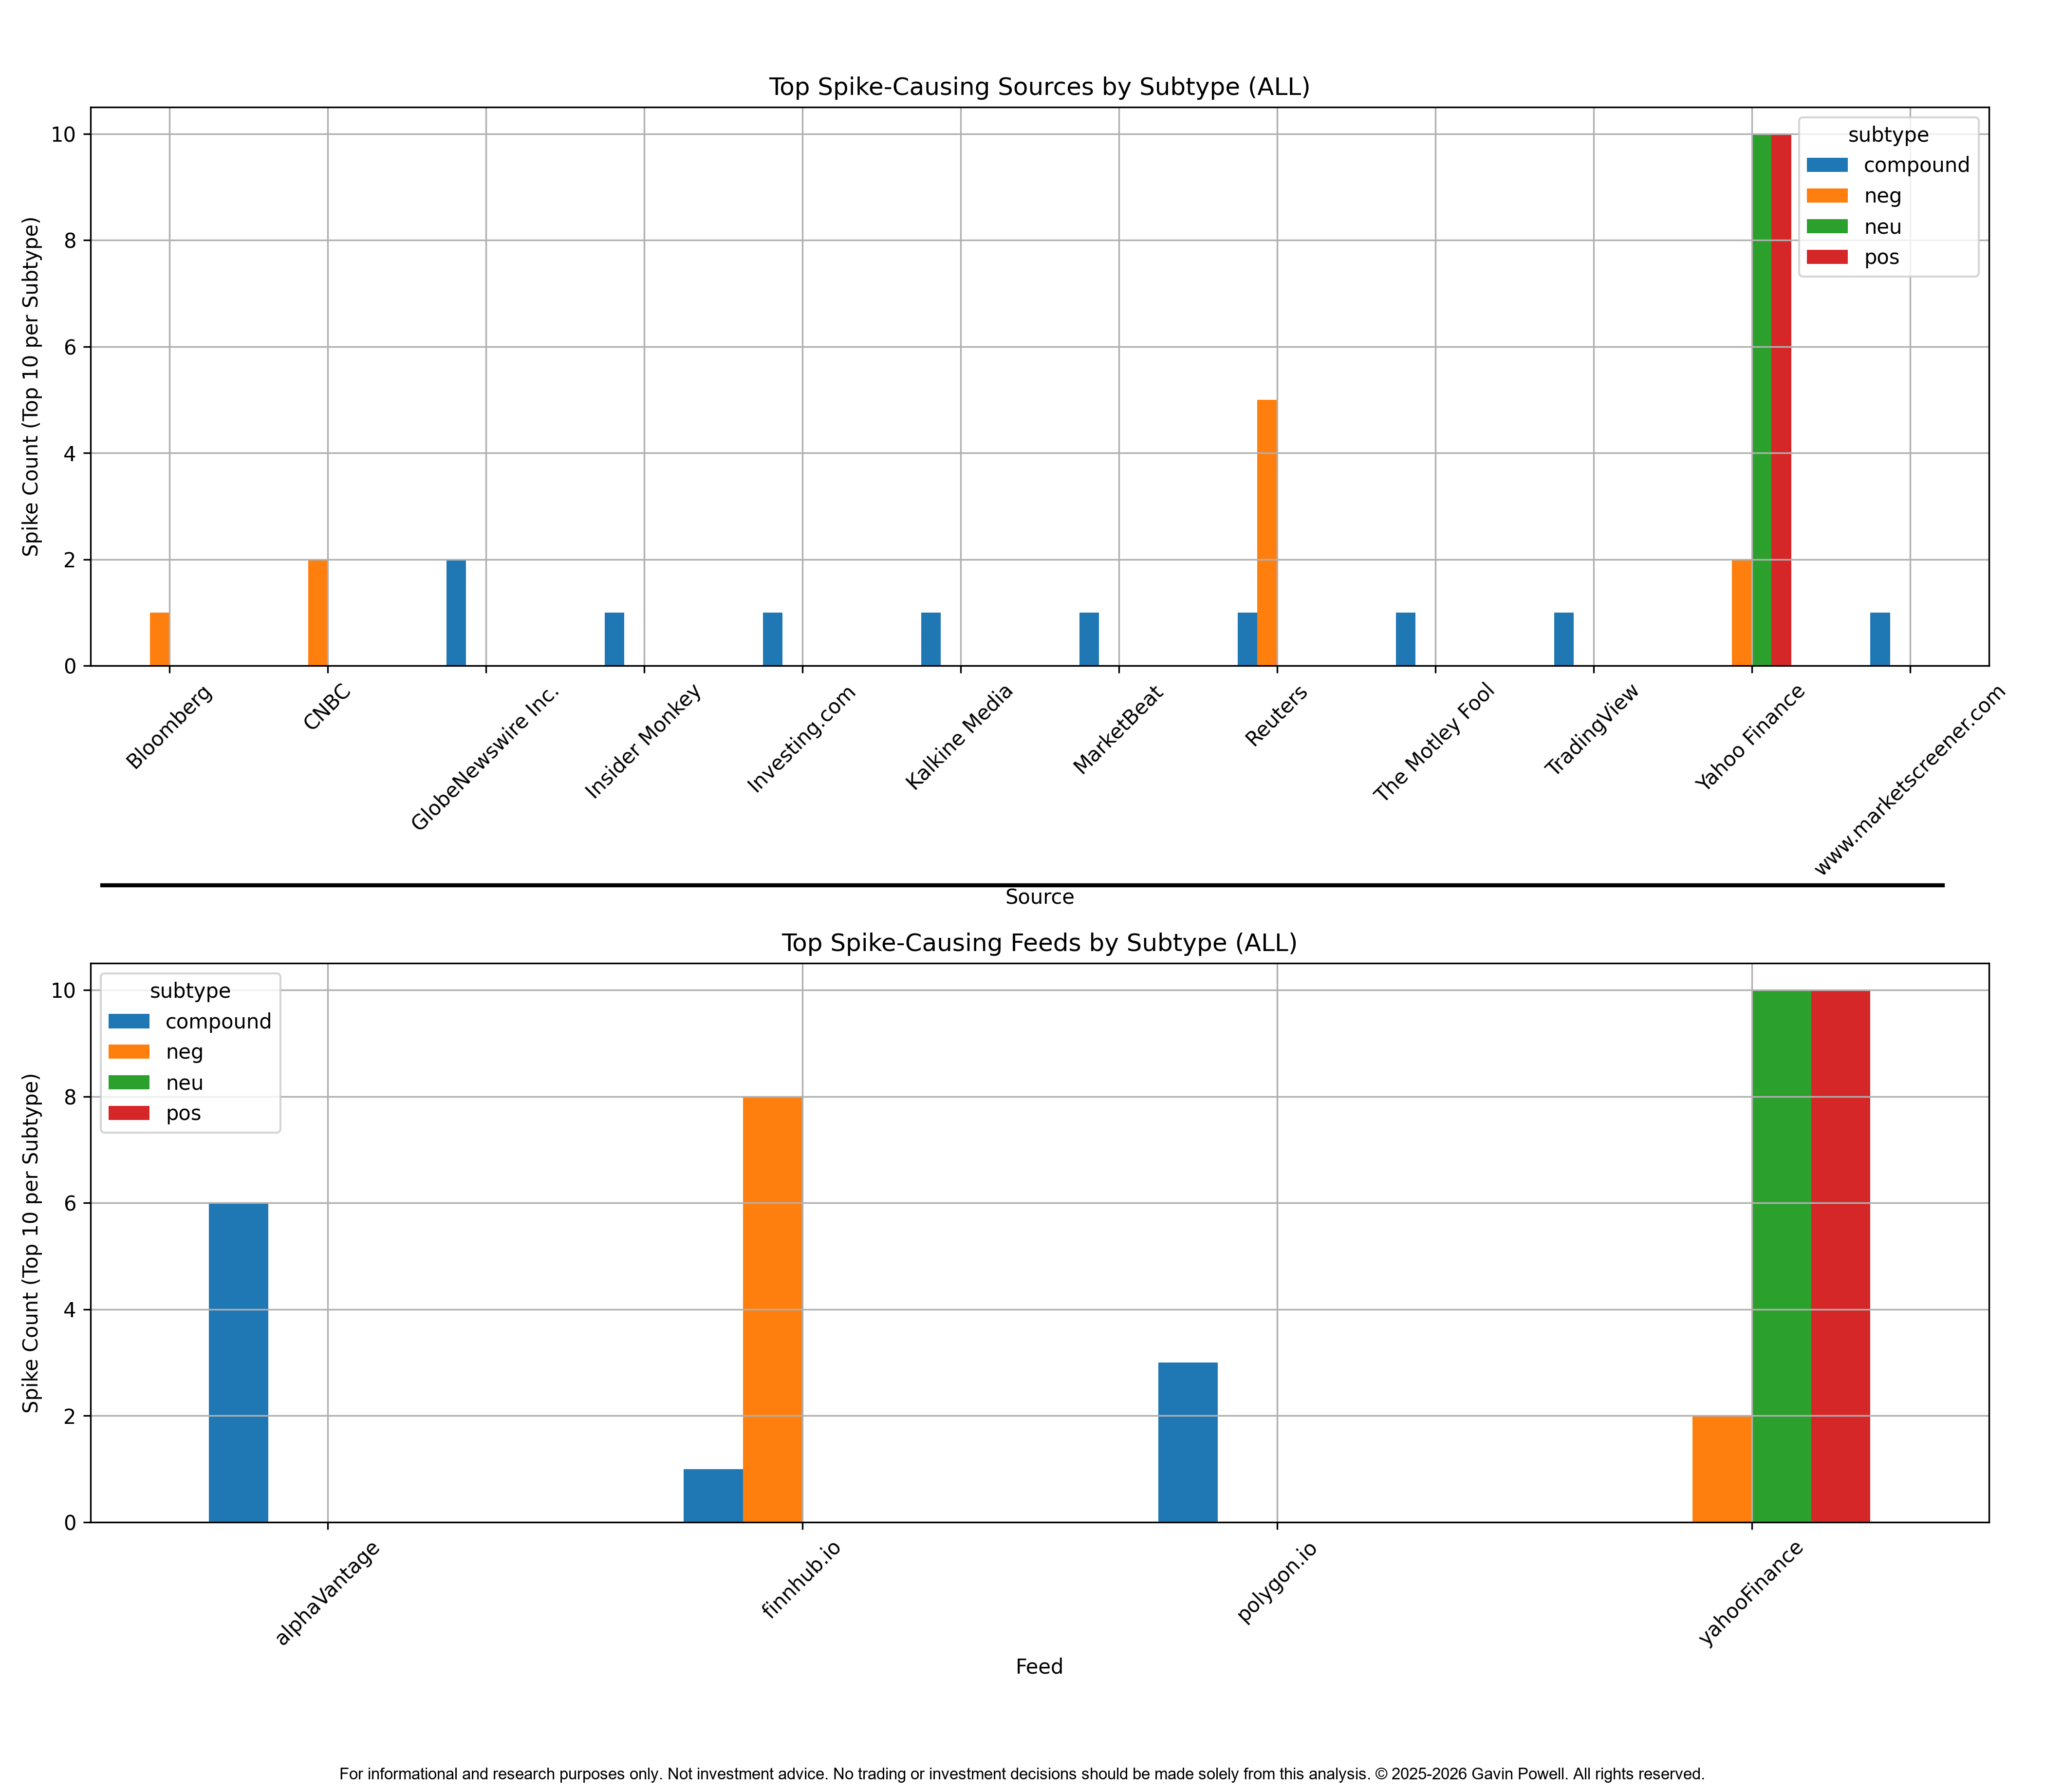 Top Spike-Causing Sources by Subtype (ALL)
Spike Count (Top 10 per Subtype)
10
8
6
4
2
0
subtype
compound
neg
neu
pos
Bloomberg
CNBC
GlobeNewswire Inc.
Insider Monkey
Investing.com
Kalkine Media
MarketBeat
Reuters
The Motley Fool
TradingView
Yahoo Finance
www.marketscreener.com
Source
Top Spike-Causing Feeds by Subtype (ALL)
Spike Count (Top 10 per Subtype)
10
8
6
4
2
0
subtype
compound
neg
neu
pos
alphaVantage
finnhub.io
polygon.io
yahooFinance
Feed
For informational and research purposes only. Not investment advice. No trading or investment decisions should be made solely from this analysis. © 2025-2026 Gavin Powell. All rights reserved.